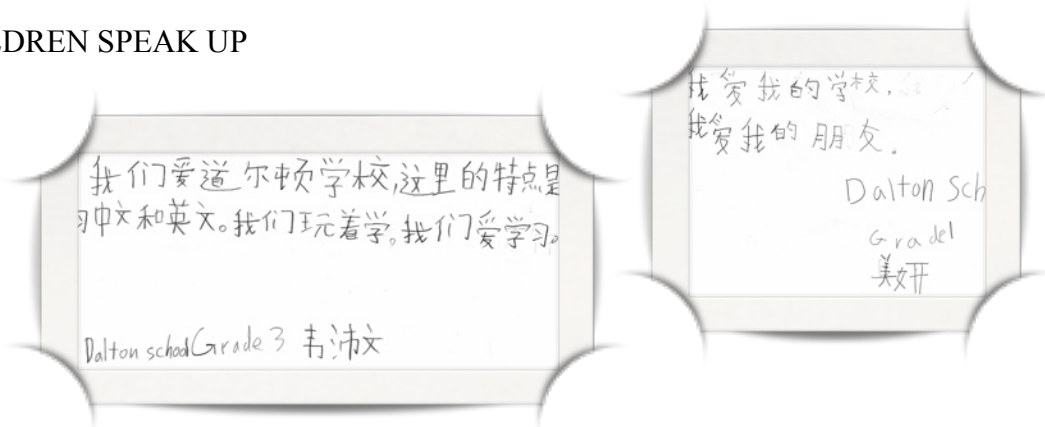 DREN SPEAK UP
我们爱道尔顿学校,这里的特点是
习中文和英文。我们玩着学。我们爱学习。
Dalton school Grade 3 韦沛文
我爱我的学校.
我爱我的朋友.
Dalton Sch
Grade1
美妍